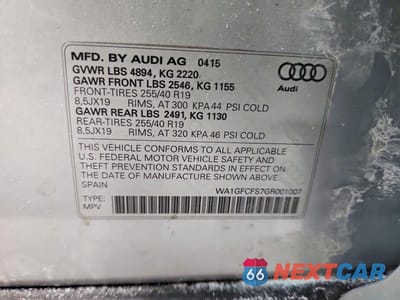 MFD. BY AUDI AG 04/15
GVWR LBS 4894, KG 2220
GAWR FRONT LBS 2546, KG 1155
FRONT-TIRES 255/40 R19
8,5JX19 RIMS, AT 300 KPA 44 PSI COLD
GAWR REAR LBS 2491, KG 1130
REAR-TIRES 255/40 R19
8,5JX19 RIMS, AT 320 KPA 46 PSI COLD
Audi
THIS VEHICLE CONFORMS TO ALL APPLICABLE
U.S. FEDERAL MOTOR VEHICLE SAFETY AND
THEFT PREVENTION STANDARDS IN EFFECT
ON THE DATE OF MANUFACTURE SHOWN ABOVE
SPAIN
WA1GFCFS7GR001007
TYPE:
MPV
66 NEXTCAR